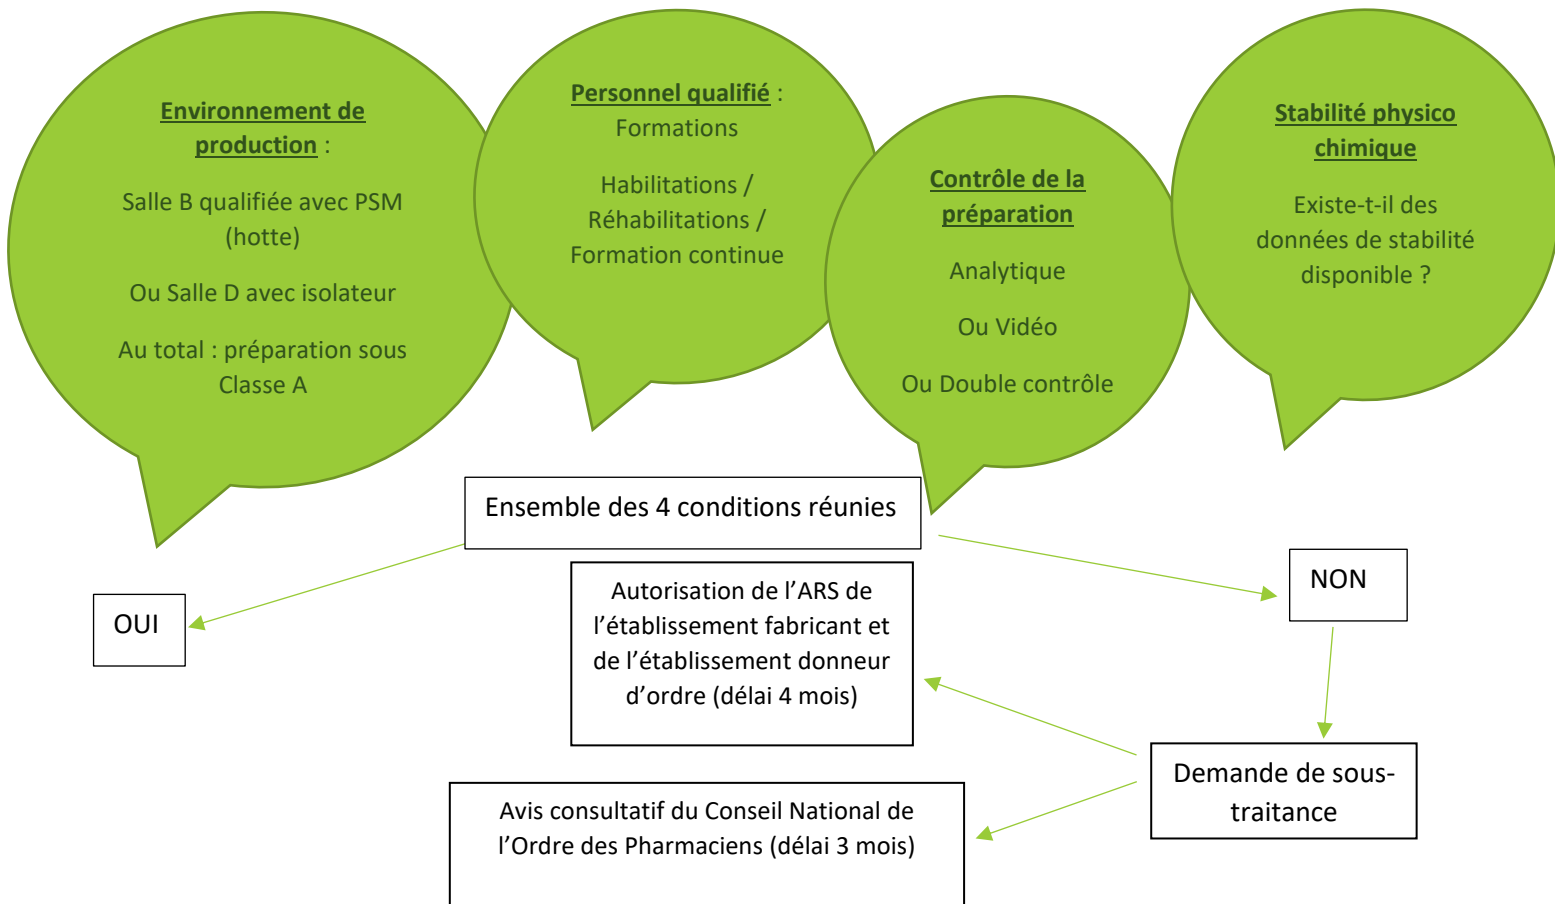 Environnement de
production :
Salle B qualifiée avec PSM
(hotte)
Ou Salle D avec isolateur
Au total : préparation sous
Classe A
Personnel qualifié :
Formations
Habilitations /
Réhabilitations /
Formation continue
Contrôle de la
préparation
Analytique
Ou Vidéo
Ou Double contrôle
Stabilité physico
chimique
Existe-t-il des
données de stabilité
disponible ?
Ensemble des 4 conditions réunies
OUI
NON
Autorisation de l’ARS de
l’établissement fabricant et
de l’établissement donneur
d’ordre (délai 4 mois)
Demande de sous-
traitance
Avis consultatif du Conseil National de
l’Ordre des Pharmaciens (délai 3 mois)